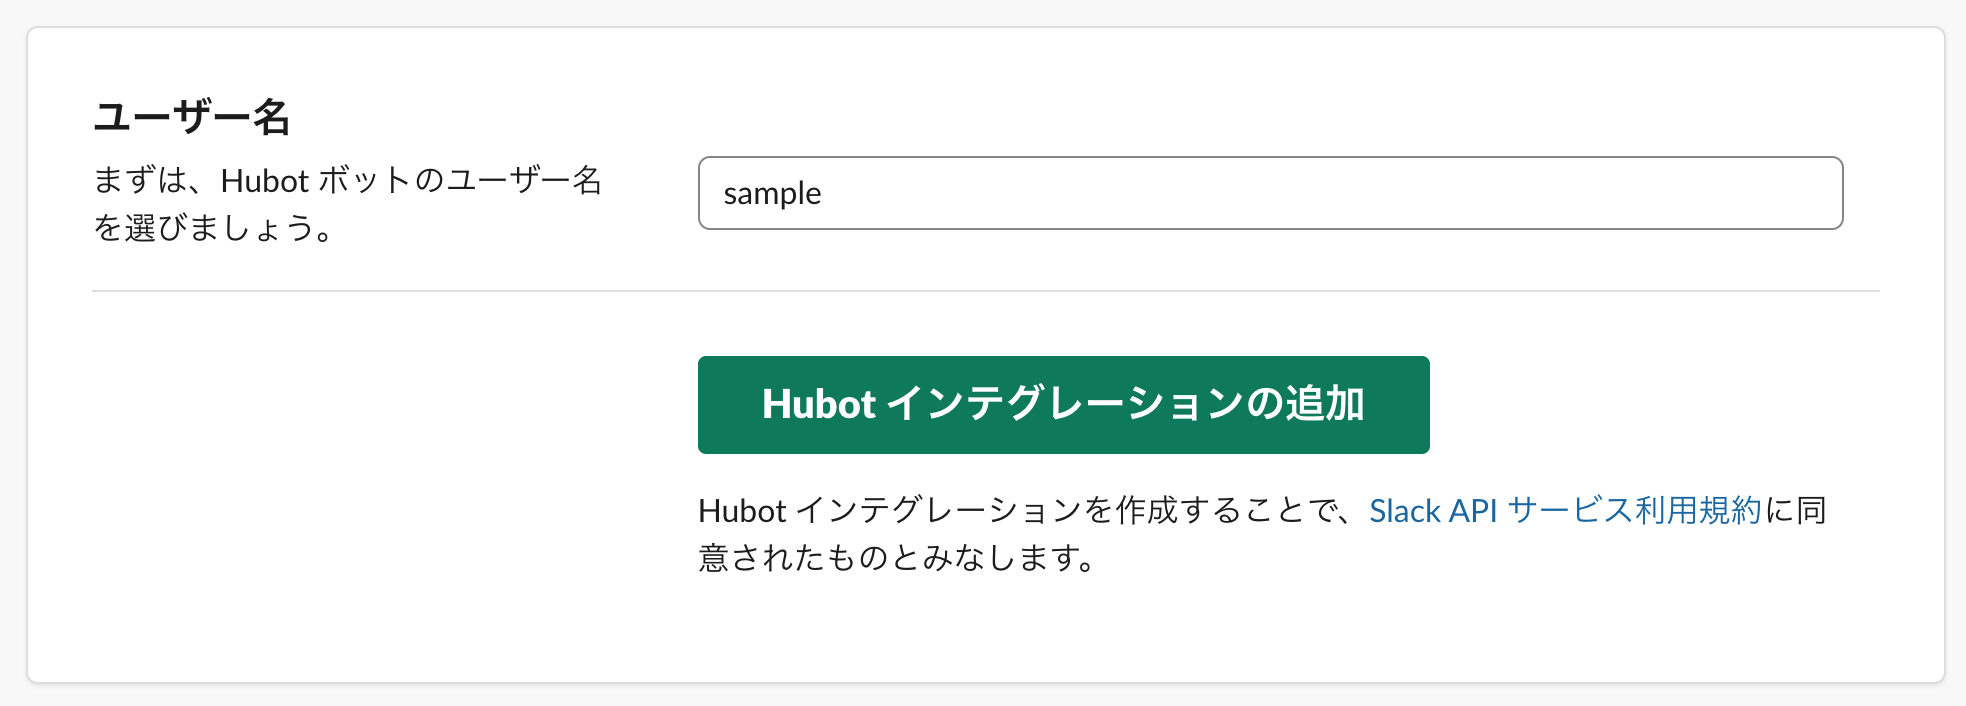 ユーザー名
まずは、Hubot ボットのユーザー名
を選びましょう。
sample
Hubot インテグレーションの追加
Hubot インテグレーションを作成することで、Slack API サービス利用規約に同
意されたものとみなします。